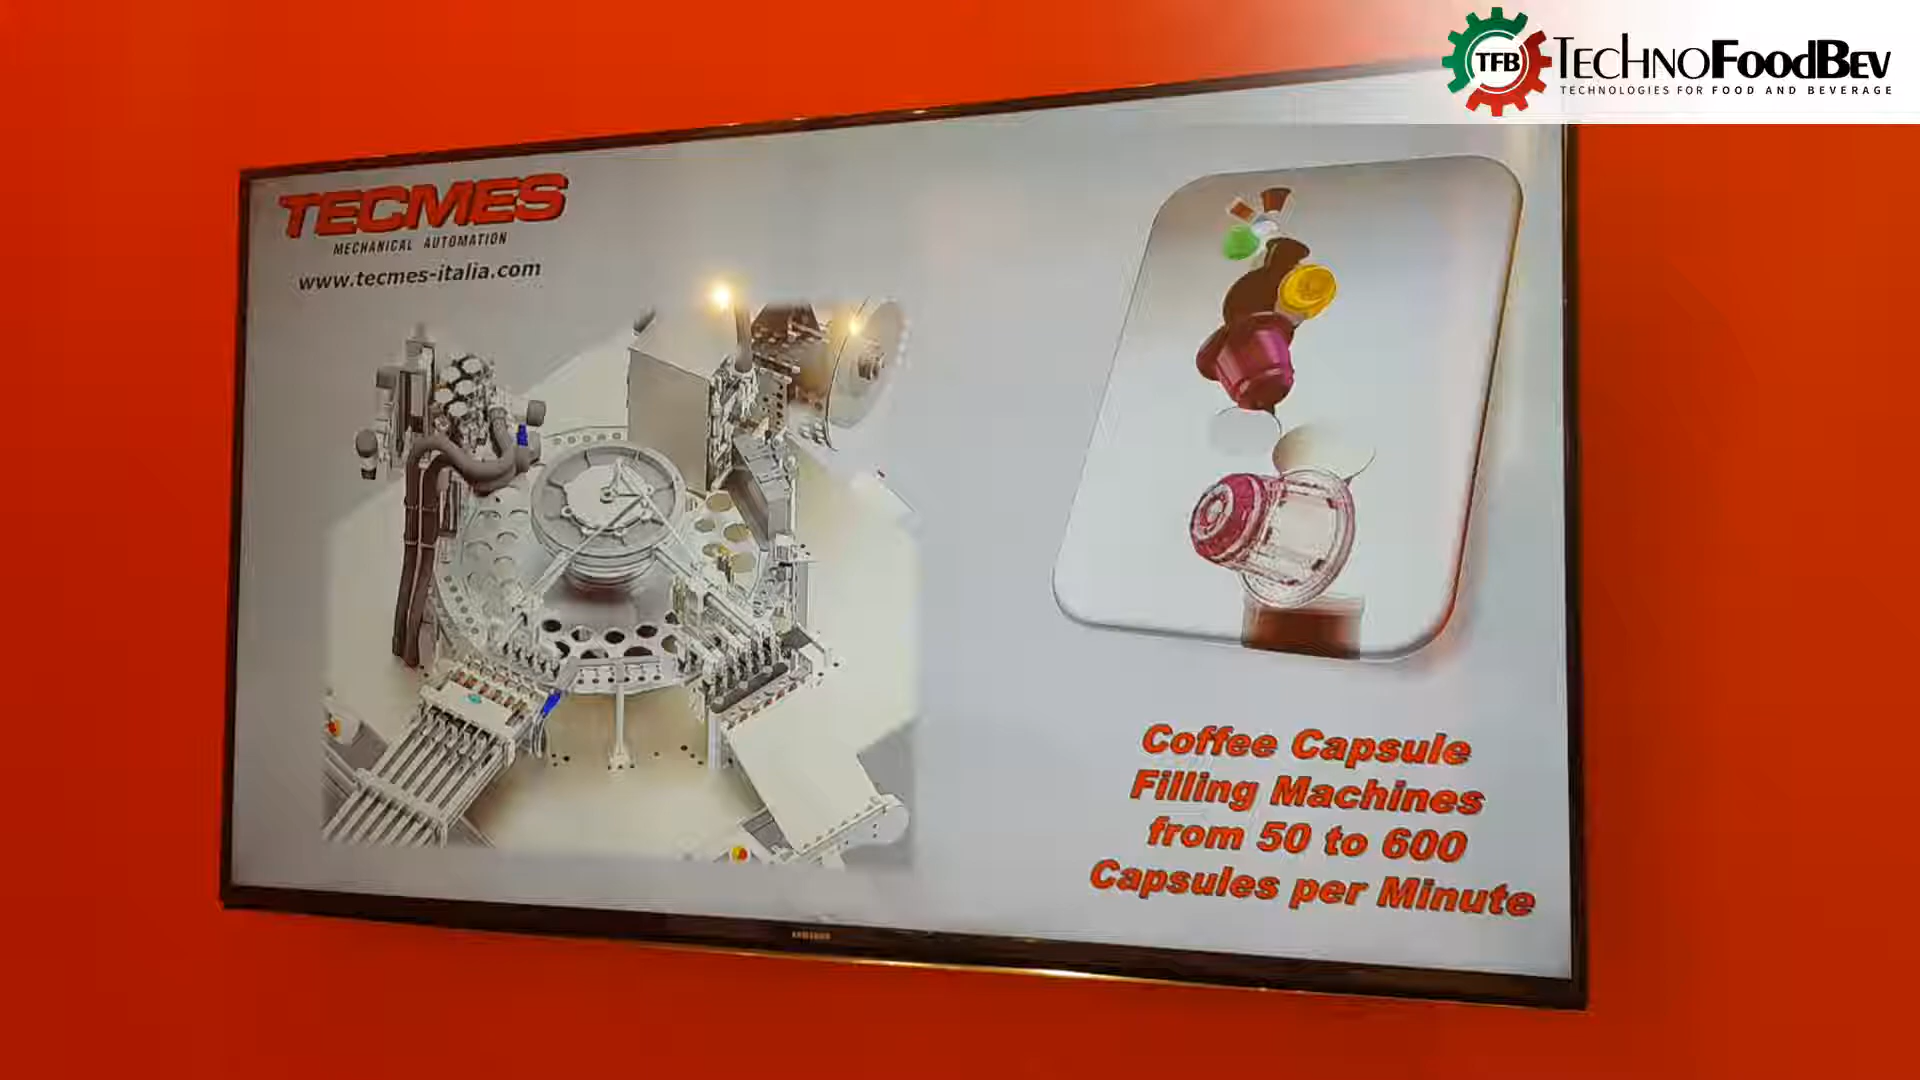 TFB
TECHNOFOODBEV
TECHNOLOGIES FOR FOOD AND BEVERAGE
TECMES
MECHANICAL AUTOMATION
www.tecmes-italia.com
Coffee Capsule
Filling Machines
from 50 to 600
Capsules per Minute
SAMSUNG